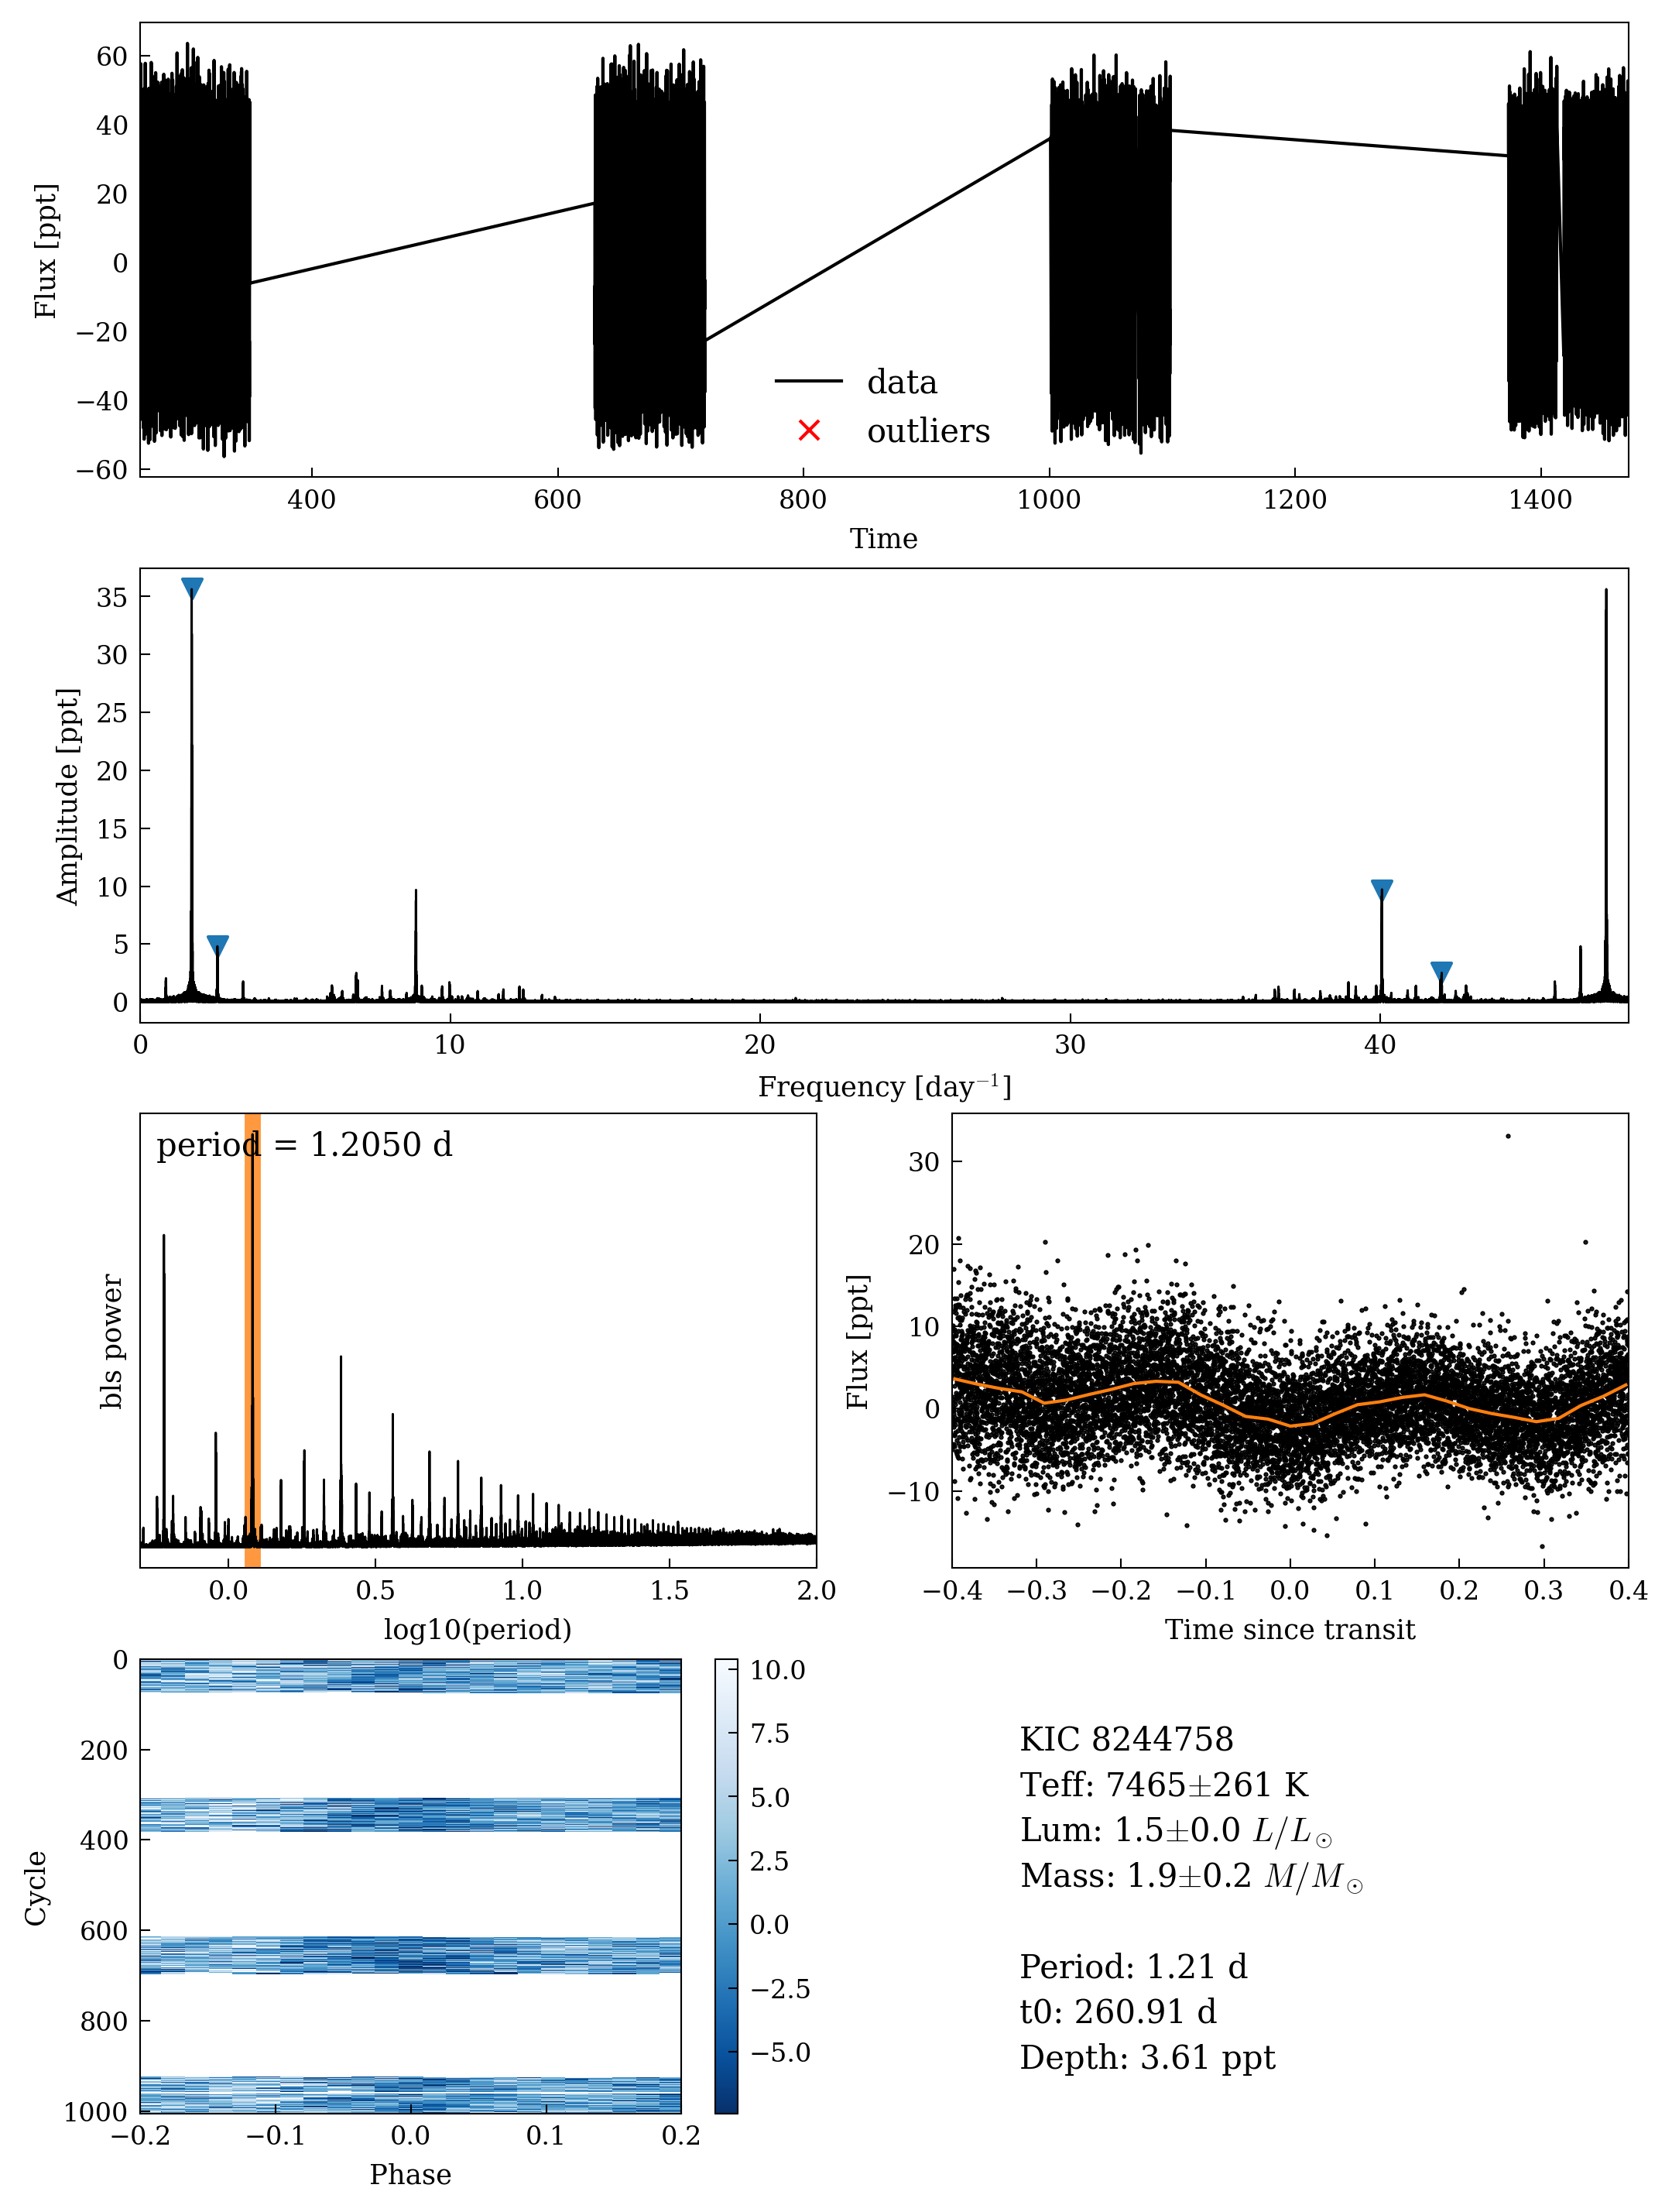 60
40
20
0
−20
−40
−60
Flux [ppt]
data
outliers
400 600 800 1000 1200 1400
Time
35
30
25
20
15
10
5
0
Amplitude [ppt]
0 10 20 30 40
Frequency [day⁻¹]
period = 1.2050 d
bls power
0.0 0.5 1.0 1.5 2.0
log10(period)
30
20
10
0
−10
Flux [ppt]
−0.4 −0.3 −0.2 −0.1 0.0 0.1 0.2 0.3 0.4
Time since transit
0
200
400
600
800
1000
Cycle
−0.2 −0.1 0.0 0.1 0.2
Phase
10.0
7.5
5.0
2.5
0.0
−2.5
−5.0
KIC 8244758
Teff: 7465±261 K
Lum: 1.5±0.0 L/L⊙
Mass: 1.9±0.2 M/M⊙
Period: 1.21 d
t0: 260.91 d
Depth: 3.61 ppt